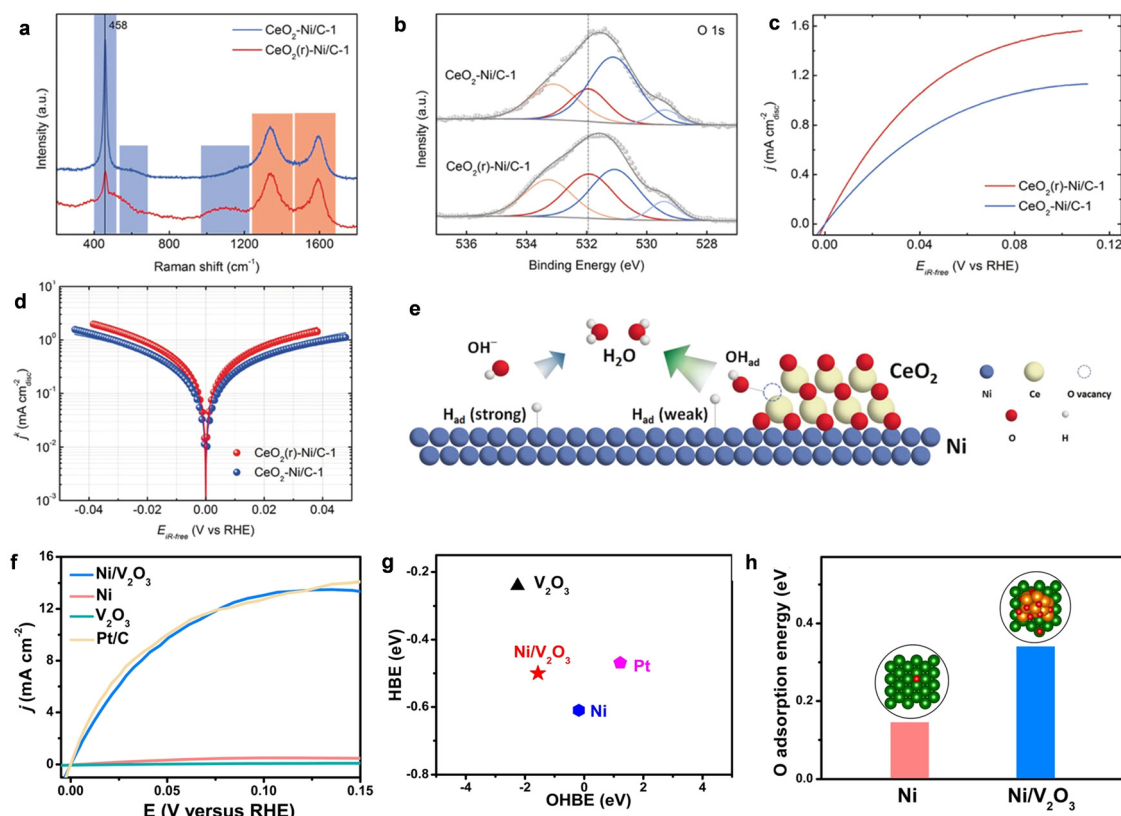 a
458
CeO2-Ni/C-1
CeO2(r)-Ni/C-1
Intensity (a.u.)
400 800 1200 1600
Raman shift (cm-1)
b
O 1s
CeO2-Ni/C-1
CeO2(r)-Ni/C-1
Inensity (a.u.)
536 534 532 530 528
Binding Energy (eV)
c
1.6
1.2
0.8
0.4
0.0
j (mA cm-2disc)
CeO2(r)-Ni/C-1
CeO2-Ni/C-1
0.00 0.04 0.08 0.12
EiR-free (V vs RHE)
d
10^1
10^0
10^-1
10^-2
10^-3
CeO2(r)-Ni/C-1
CeO2-Ni/C-1
-0.04 -0.02 0.00 0.02 0.04
EiR-free (V vs RHE)
e
OH−
H2O
OHad
CeO2
Had (strong)
Had (weak)
Ni
Ni Ce O vacancy
O H
f
16
12
8
4
0
j (mA cm-2)
Ni/V2O3
Ni
V2O3
Pt/C
0.00 0.05 0.10 0.15
E (V versus RHE)
g
-0.2
-0.4
-0.6
-0.8
HBE (eV)
V2O3
Ni/V2O3
Pt
Ni
-4 -2 0 2 4
OHBE (eV)
h
0.4
0.2
0.0
O adsorption energy (eV)
Ni Ni/V2O3